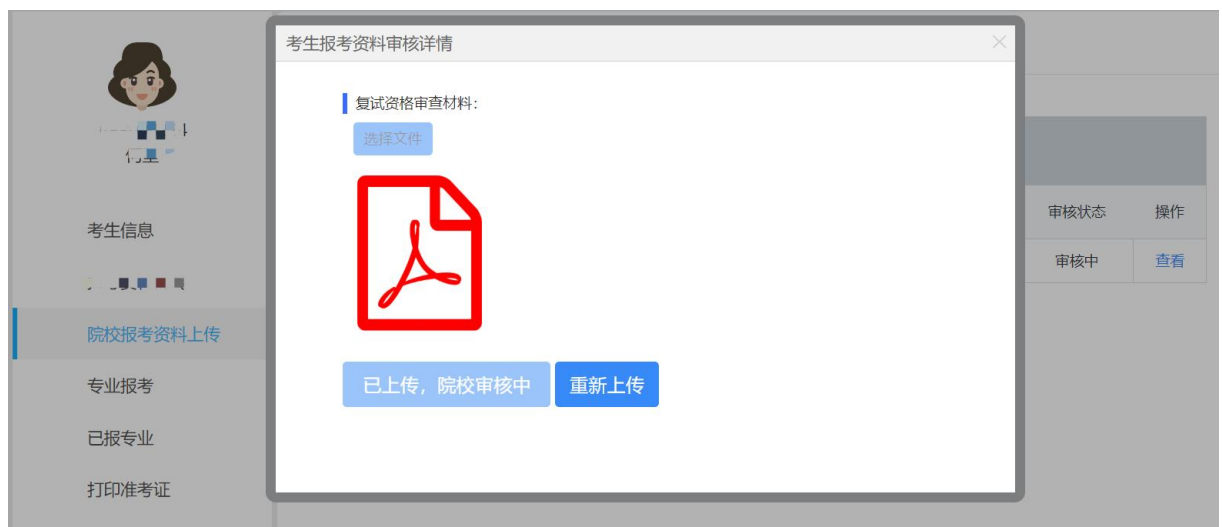 考生报考资料审核详情
复试资格审查材料:
选择文件
已上传，院校审核中
重新上传
考生信息
院校报考资料上传
专业报考
已报专业
打印准考证
审核状态 操作
审核中 查看